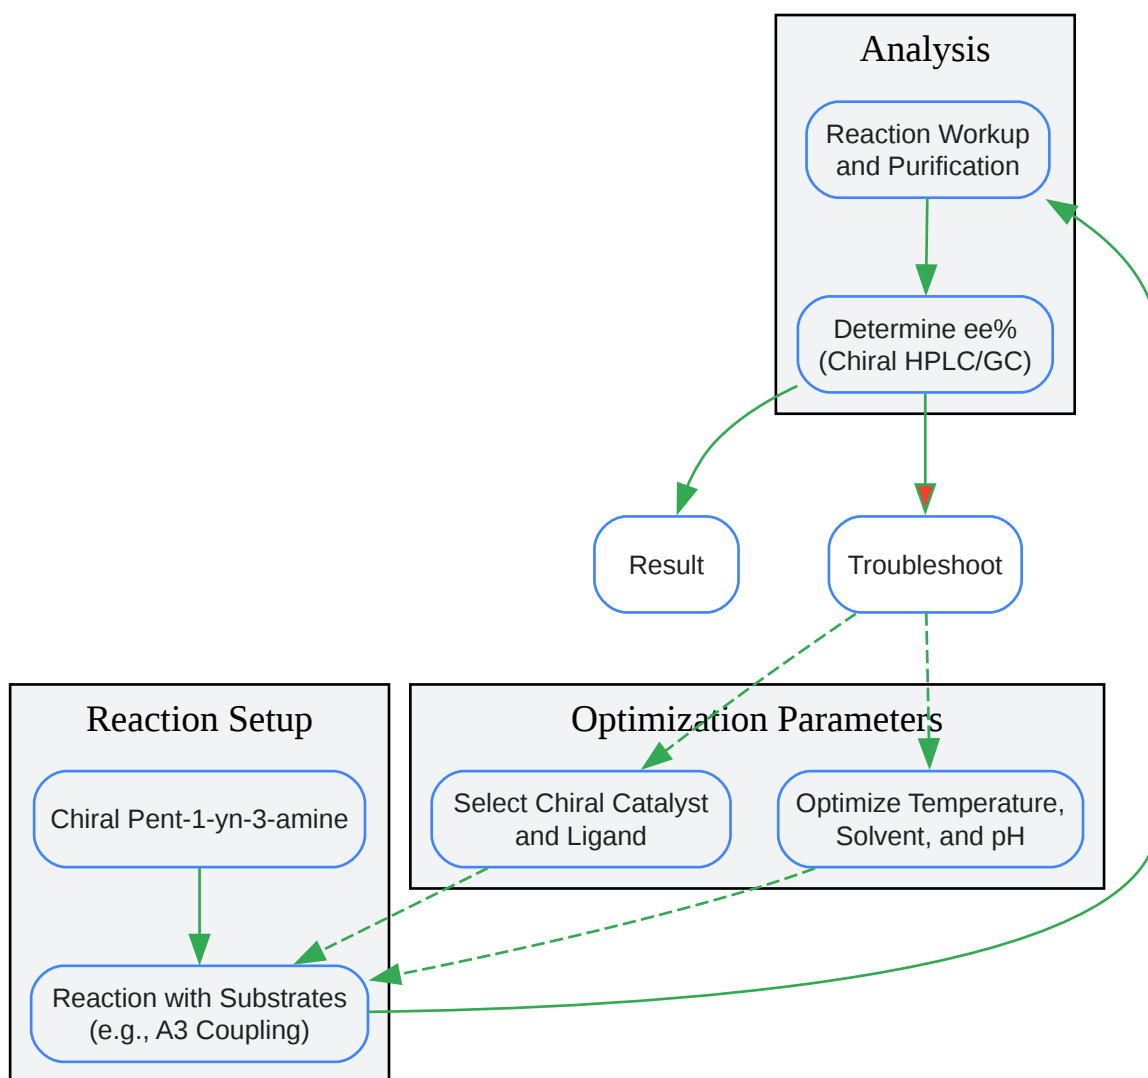 Analysis
Reaction Workup
and Purification
Determine ee%
(Chiral HPLC/GC)
Result
Troubleshoot
Reaction Setup
Optimization Parameters
Chiral Pent-1-yn-3-amine
Select Chiral Catalyst
and Ligand
Optimize Temperature,
Solvent, and pH
Reaction with Substrates
(e.g., A3 Coupling)